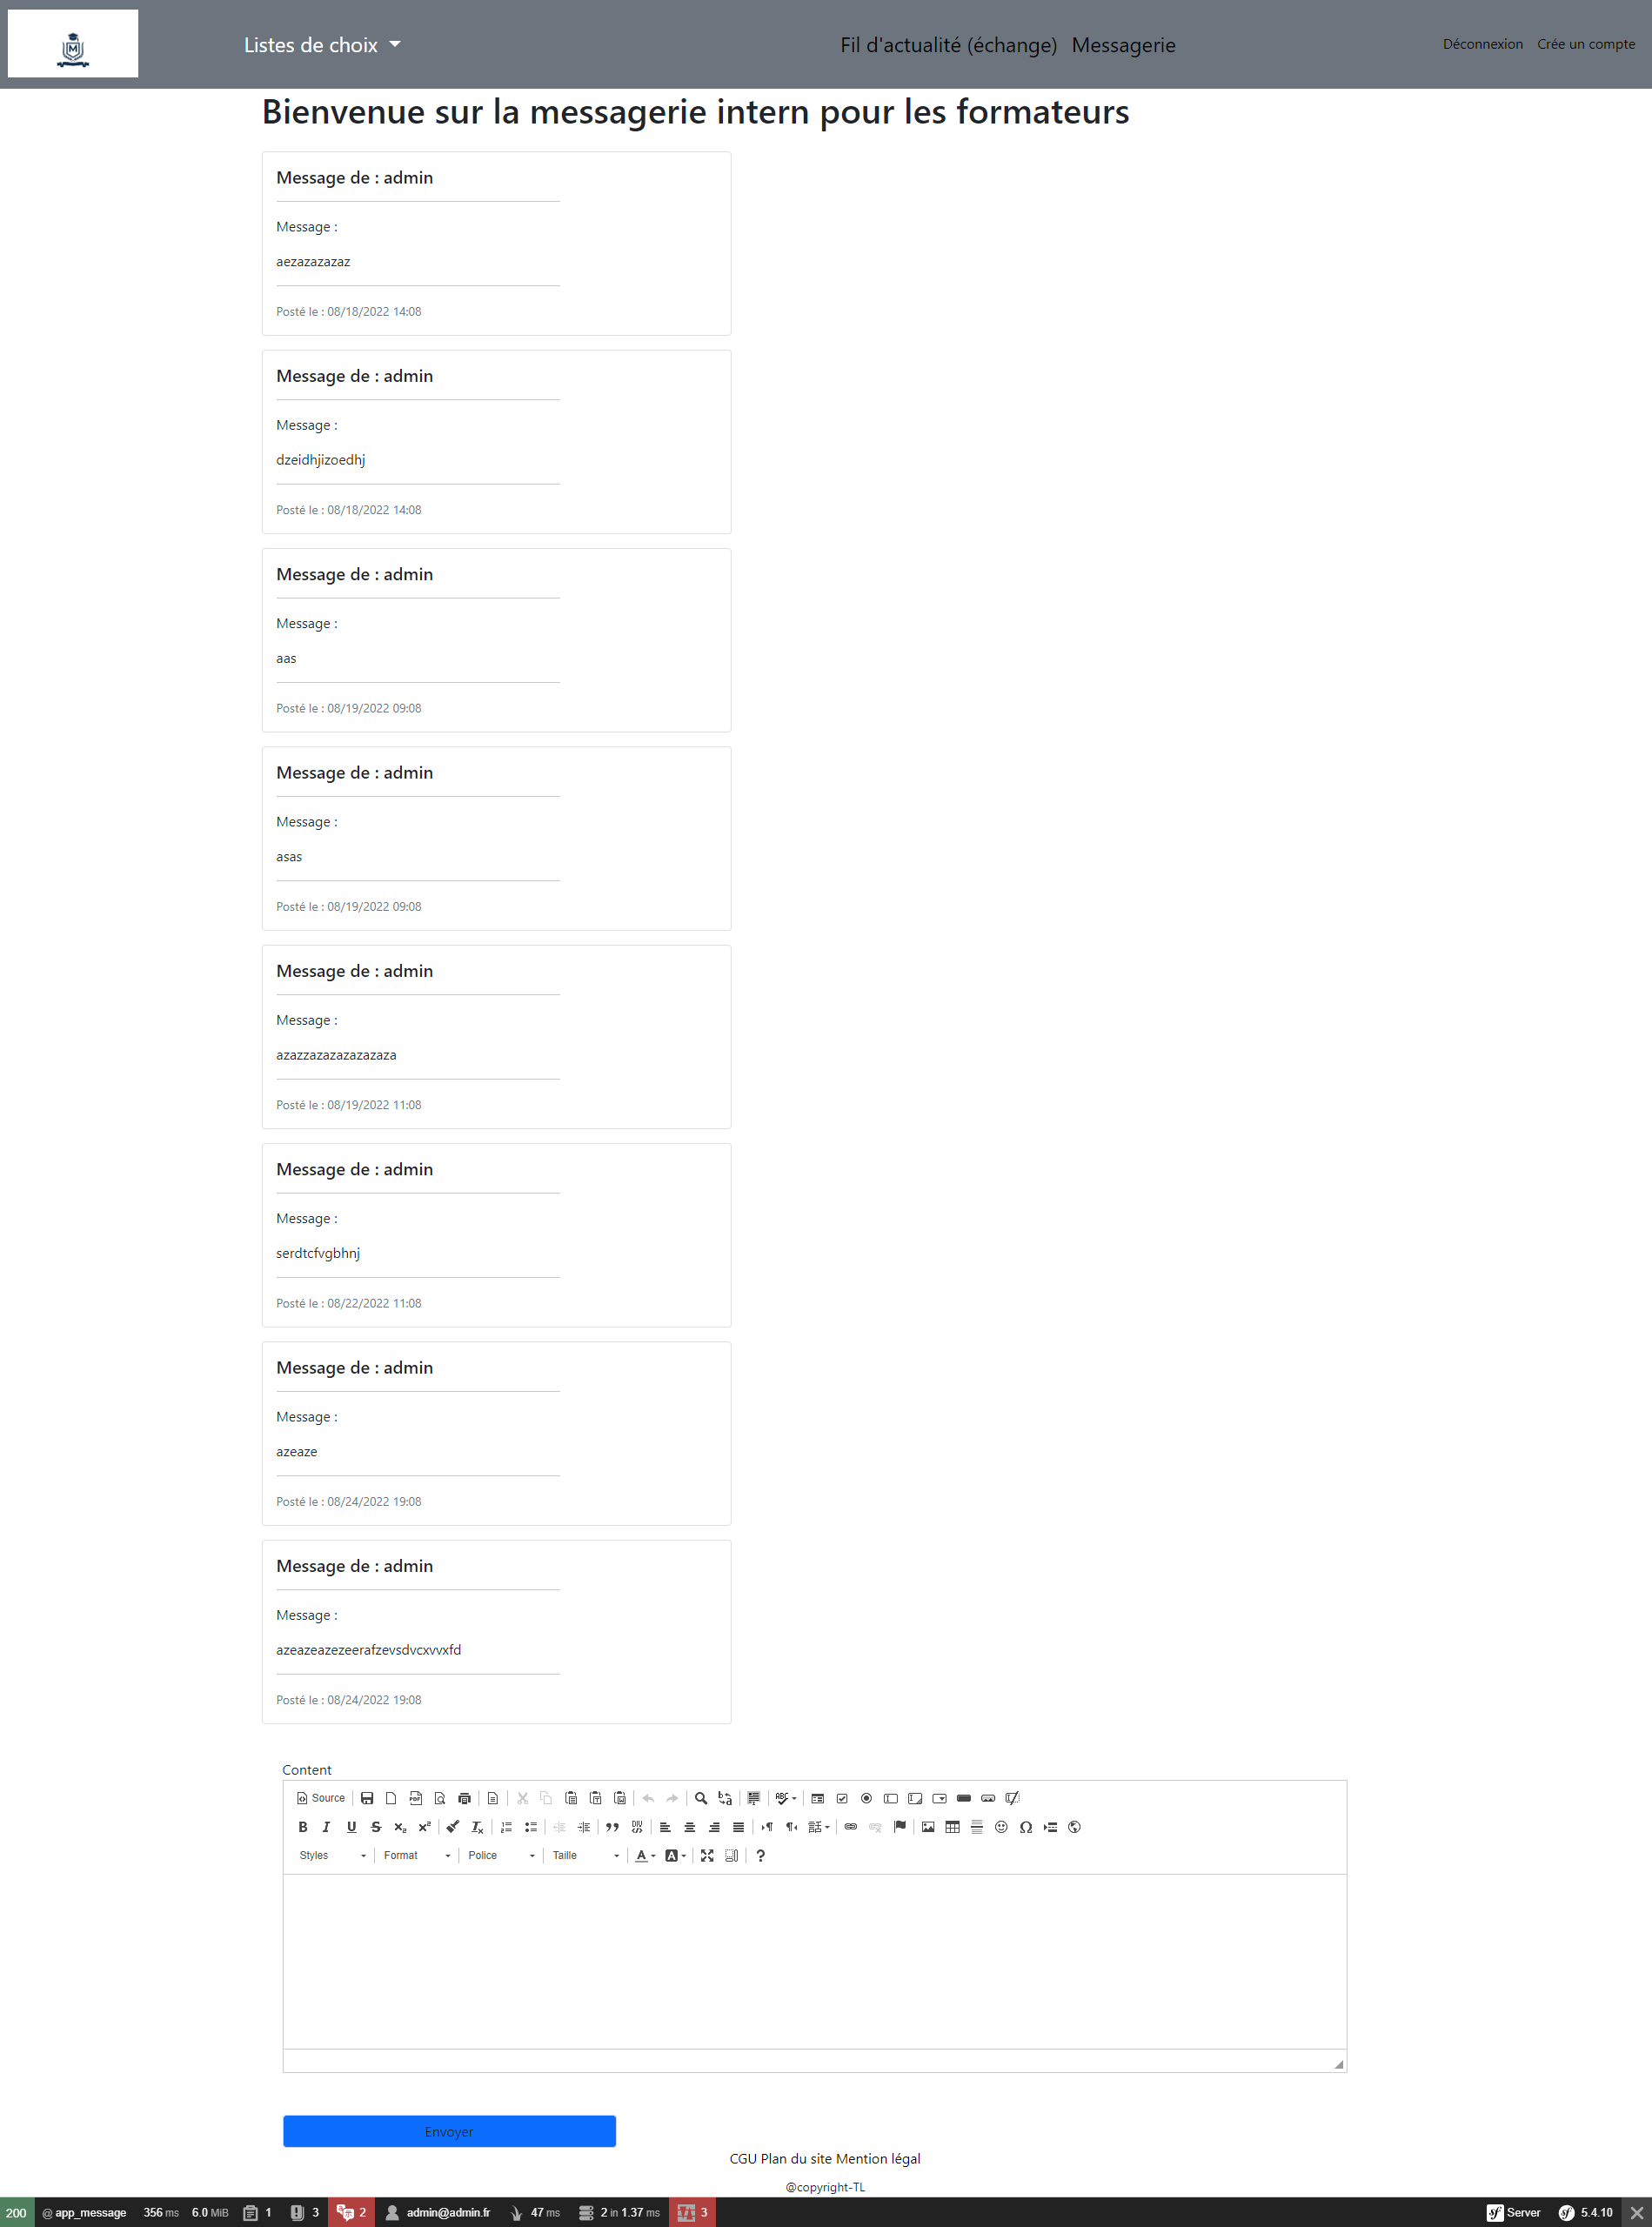 M
Listes de choix
Fil d'actualité (échange) Messagerie
Déconnexion Crée un compte
Bienvenue sur la messagerie intern pour les formateurs
Message de : admin
Message :
aezazazazaz
Posté le : 08/18/2022 14:08
Message de : admin
Message :
dzeidhjizoedhj
Posté le : 08/18/2022 14:08
Message de : admin
Message :
aas
Posté le : 08/19/2022 09:08
Message de : admin
Message :
asas
Posté le : 08/19/2022 09:08
Message de : admin
Message :
azazzazazazazazaza
Posté le : 08/19/2022 11:08
Message de : admin
Message :
serdtcfvgbhnj
Posté le : 08/22/2022 11:08
Message de : admin
Message :
azeaze
Posté le : 08/24/2022 19:08
Message de : admin
Message :
azeazeazezeerafzevsdvcxvvxfd
Posté le : 08/24/2022 19:08
Content
Source
Styles Format Police Taille
Envoyer
CGU Plan du site Mention légal
@copyright-TL
200 @ app_message 356 ms 6.0 MiB 1 3 2 admin@admin.fr 47 ms 2 in 1.37 ms 3 Server 5.4.10